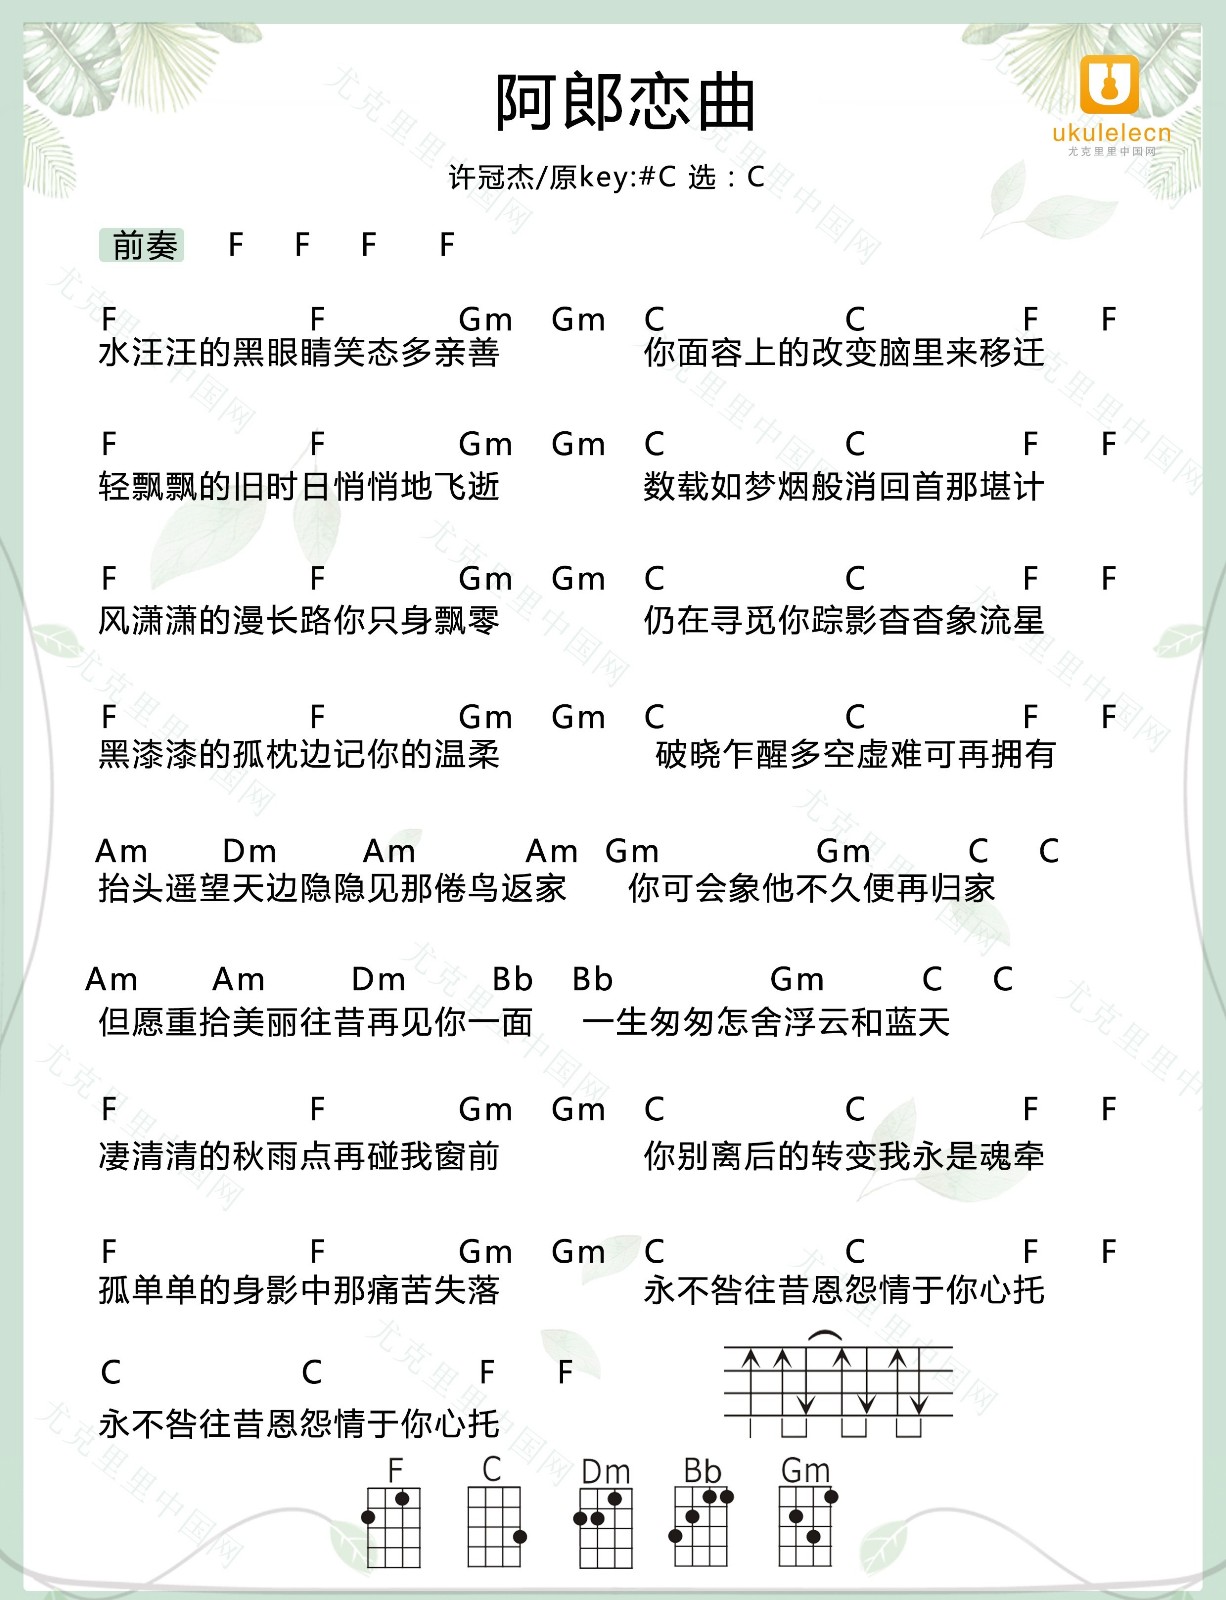 阿郎恋曲
ukulelecn
尤克里里中国网
许冠杰/原key:#C 选：C
前奏 F F F F
F F Gm Gm C C F F
水汪汪的黑眼睛笑态多亲善 你面容上的改变脑里来移迁
F F Gm Gm C C F F
轻飘飘的旧时日悄悄地飞逝 数载如梦烟般消回首那堪计
F F Gm Gm C C F F
风潇潇的漫长路你只身飘零 仍在寻觅你踪影杳杳象流星
F F Gm Gm C C F F
黑漆漆的孤枕边记你的温柔 破晓乍醒多空虚难可再拥有
Am Dm Am Am Gm Gm C C
抬头遥望天边隐隐见那倦鸟返家 你可会象他不久便再归家
Am Am Dm Bb Bb Gm C C
但愿重拾美丽往昔再见你一面 一生匆匆怎舍浮云和蓝天
F F Gm Gm C C F F
凄清清的秋雨点再碰我窗前 你别离后的转变我永是魂牵
F F Gm Gm C C F F
孤单单的身影中那痛苦失落 永不咎往昔恩怨情于你心托
C C F F
永不咎往昔恩怨情于你心托
F C Dm Bb Gm